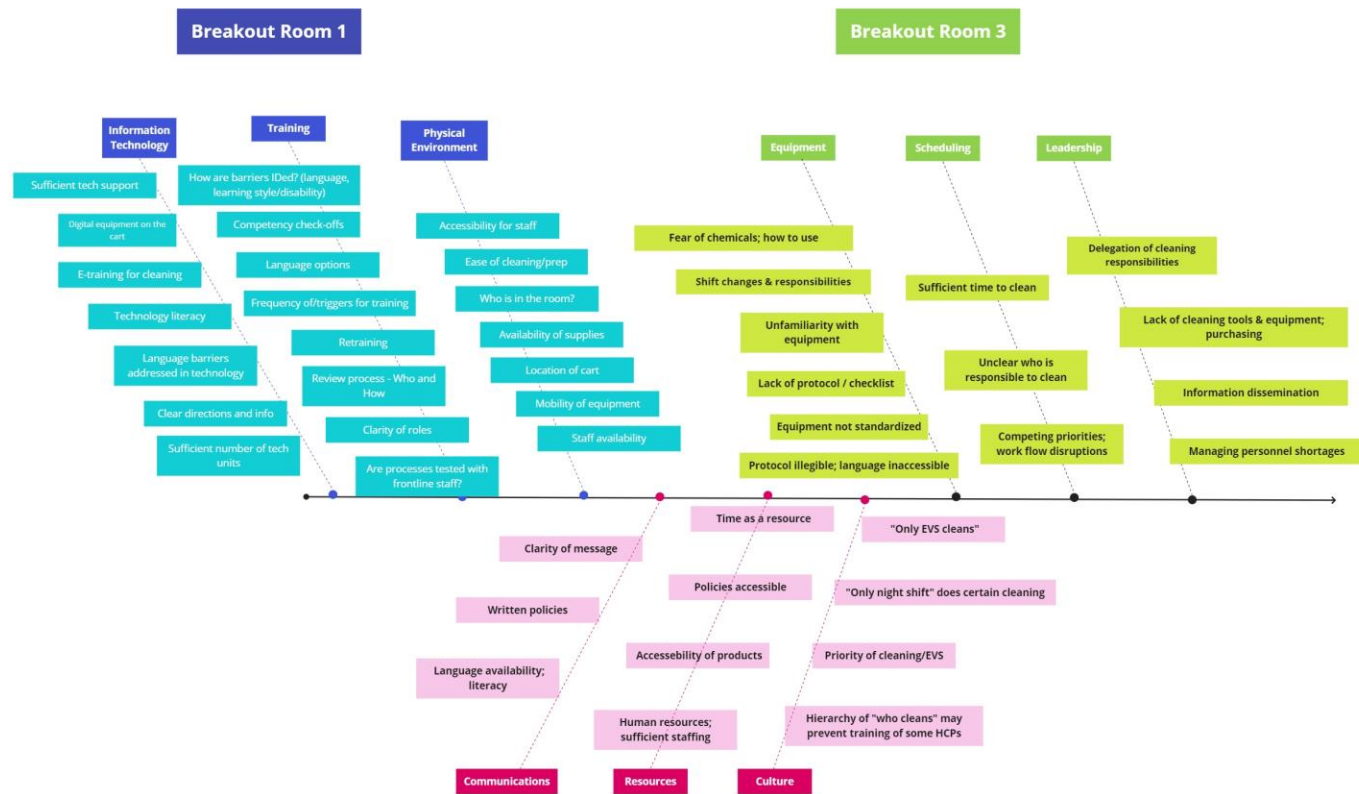 Breakout Room 1
Breakout Room 3
Information
Technology
Sufficient tech support
Digital equipment on the
cart
E-training for cleaning
Technology literacy
Language barriers
addressed in technology
Clear directions and info
Sufficient number of tech
units
Training
How are barriers IDed? (language,
learning style/disability)
Competency check-offs
Language options
Frequency of/triggers for training
Retraining
Review process - Who and
How
Clarity of roles
Are processes tested with
frontline staff?
Physical
Environment
Accessibility for staff
Ease of cleaning/prep
Who is in the room?
Availability of supplies
Location of cart
Mobility of equipment
Staff availability
Equipment
Fear of chemicals; how to use
Shift changes & responsibilities
Unfamiliarity with
equipment
Lack of protocol / checklist
Equipment not standardized
Protocol illegible; language inaccessible
Scheduling
Sufficient time to clean
Unclear who is
responsible to clean
Competing priorities;
work flow disruptions
Leadership
Delegation of cleaning
responsibilities
Lack of cleaning tools & equipment;
purchasing
Information dissemination
Managing personnel shortages
Clarity of message
Written policies
Language availability;
literacy
Communications
Time as a resource
Policies accessible
Accessebility of products
Human resources;
sufficient staffing
Resources
"Only EVS cleans"
"Only night shift" does certain cleaning
Priority of cleaning/EVS
Hierarchy of "who cleans" may
prevent training of some HCPs
Culture